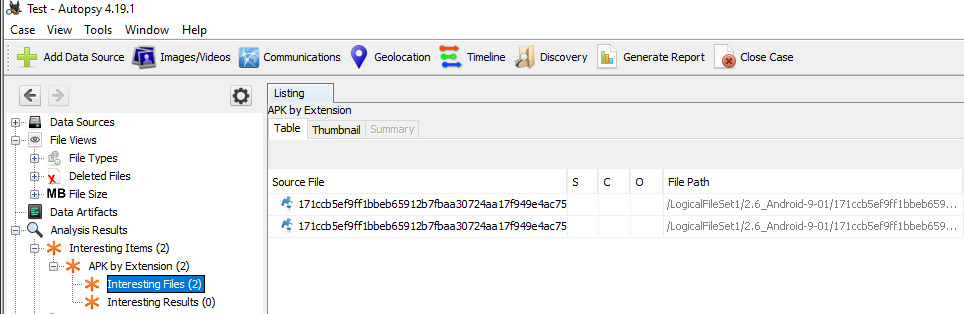 Test - Autopsy 4.19.1
Case View Tools Window Help
Add Data Source Images/Videos Communications Geolocation Timeline Discovery Generate Report Close Case
Data Sources
File Views
File Types
Deleted Files
MB File Size
Data Artifacts
Analysis Results
Interesting Items (2)
APK by Extension (2)
Interesting Files (2)
Interesting Results (0)
Listing
APK by Extension
Table Thumbnail Summary
Source File S C O File Path
171ccb5ef9ff1bbeb65912b7fbaa30724aa17f949e4ac75 /LogicalFileSet1/2.6_Android-9-01/171ccb5ef9ff1bbeb659...
171ccb5ef9ff1bbeb65912b7fbaa30724aa17f949e4ac75 /LogicalFileSet1/2.6_Android-9-01/171ccb5ef9ff1bbeb659...